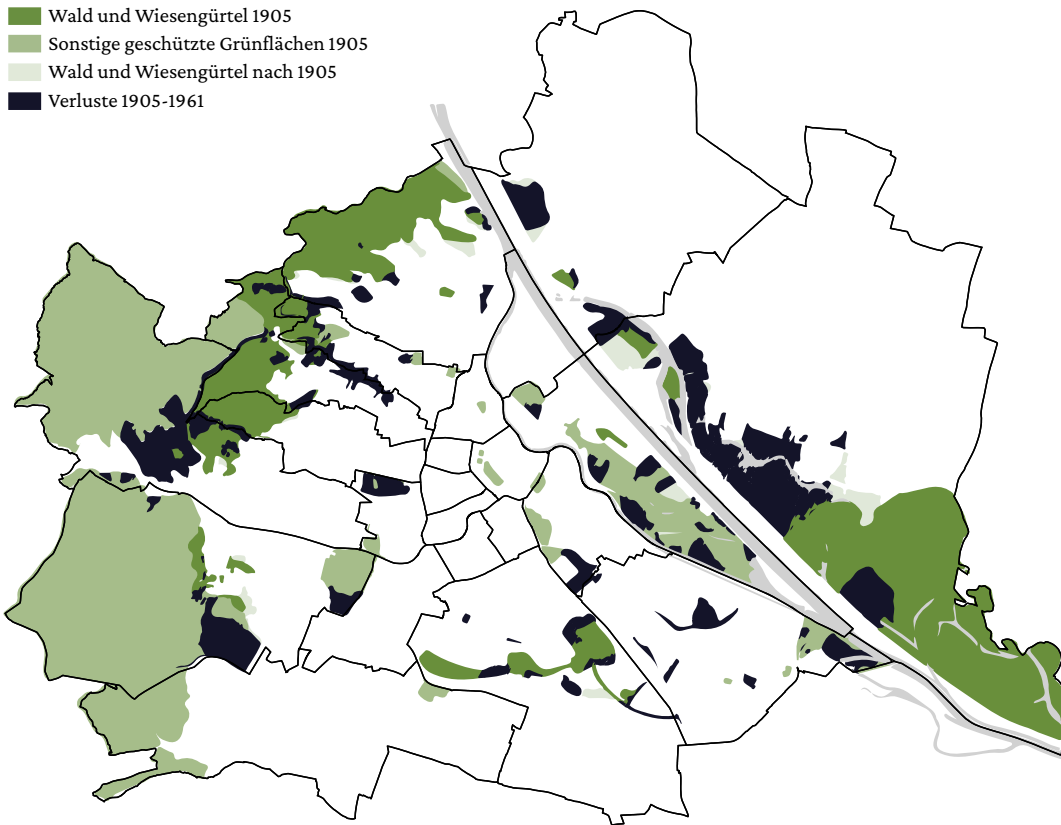 Wald und Wiesengürtel 1905
Sonstige geschützte Grünflächen 1905
Wald und Wiesengürtel nach 1905
Verluste 1905-1961